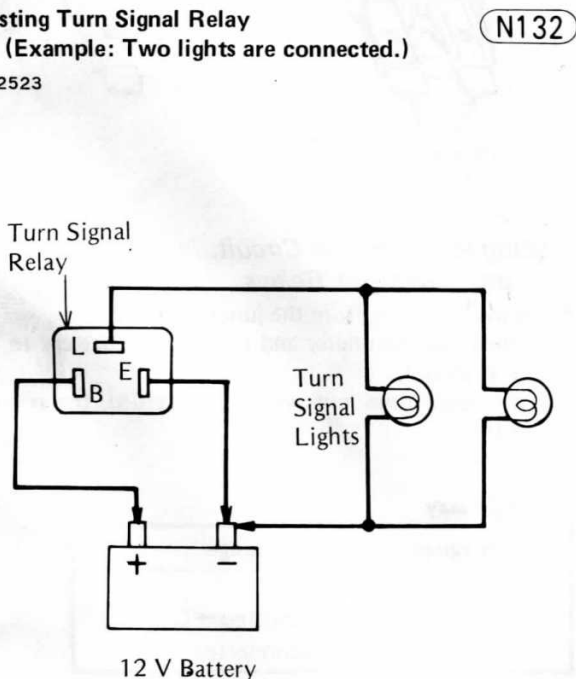 sting Turn Signal Relay
(Example: Two lights are connected.)
N132
2523
Turn Signal
Relay
L
B
E
Turn
Signal
Lights
+
−
12 V Battery